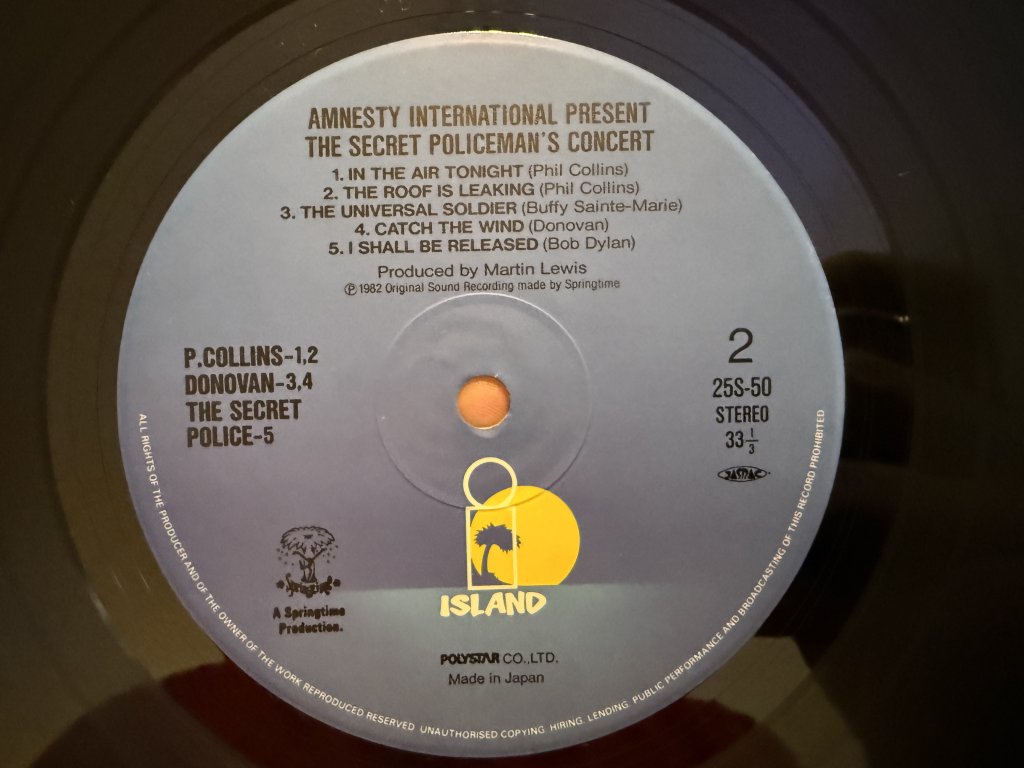 AMNESTY INTERNATIONAL PRESENT
THE SECRET POLICEMAN'S CONCERT
1. IN THE AIR TONIGHT (Phil Collins)
2. THE ROOF IS LEAKING (Phil Collins)
3. THE UNIVERSAL SOLDIER (Buffy Sainte-Marie)
4. CATCH THE WIND (Donovan)
5. I SHALL BE RELEASED (Bob Dylan)
Produced by Martin Lewis
℗ 1982 Original Sound Recording made by Springtime
P.COLLINS-1,2
DONOVAN-3,4
THE SECRET
POLICE-5
2
25S-50
STEREO
33 1/3
JASRAC
Springtime
A Springtime
Production.
ISLAND
POLYSTAR CO.,LTD.
Made in Japan
ALL RIGHTS OF THE PRODUCER AND OF THE OWNER OF THE WORK REPRODUCED RESERVED UNAUTHORISED COPYING, HIRING, LENDING, PUBLIC PERFORMANCE AND BROADCASTING OF THIS RECORD PROHIBITED